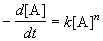 − d[A]/dt = k[A]ⁿ